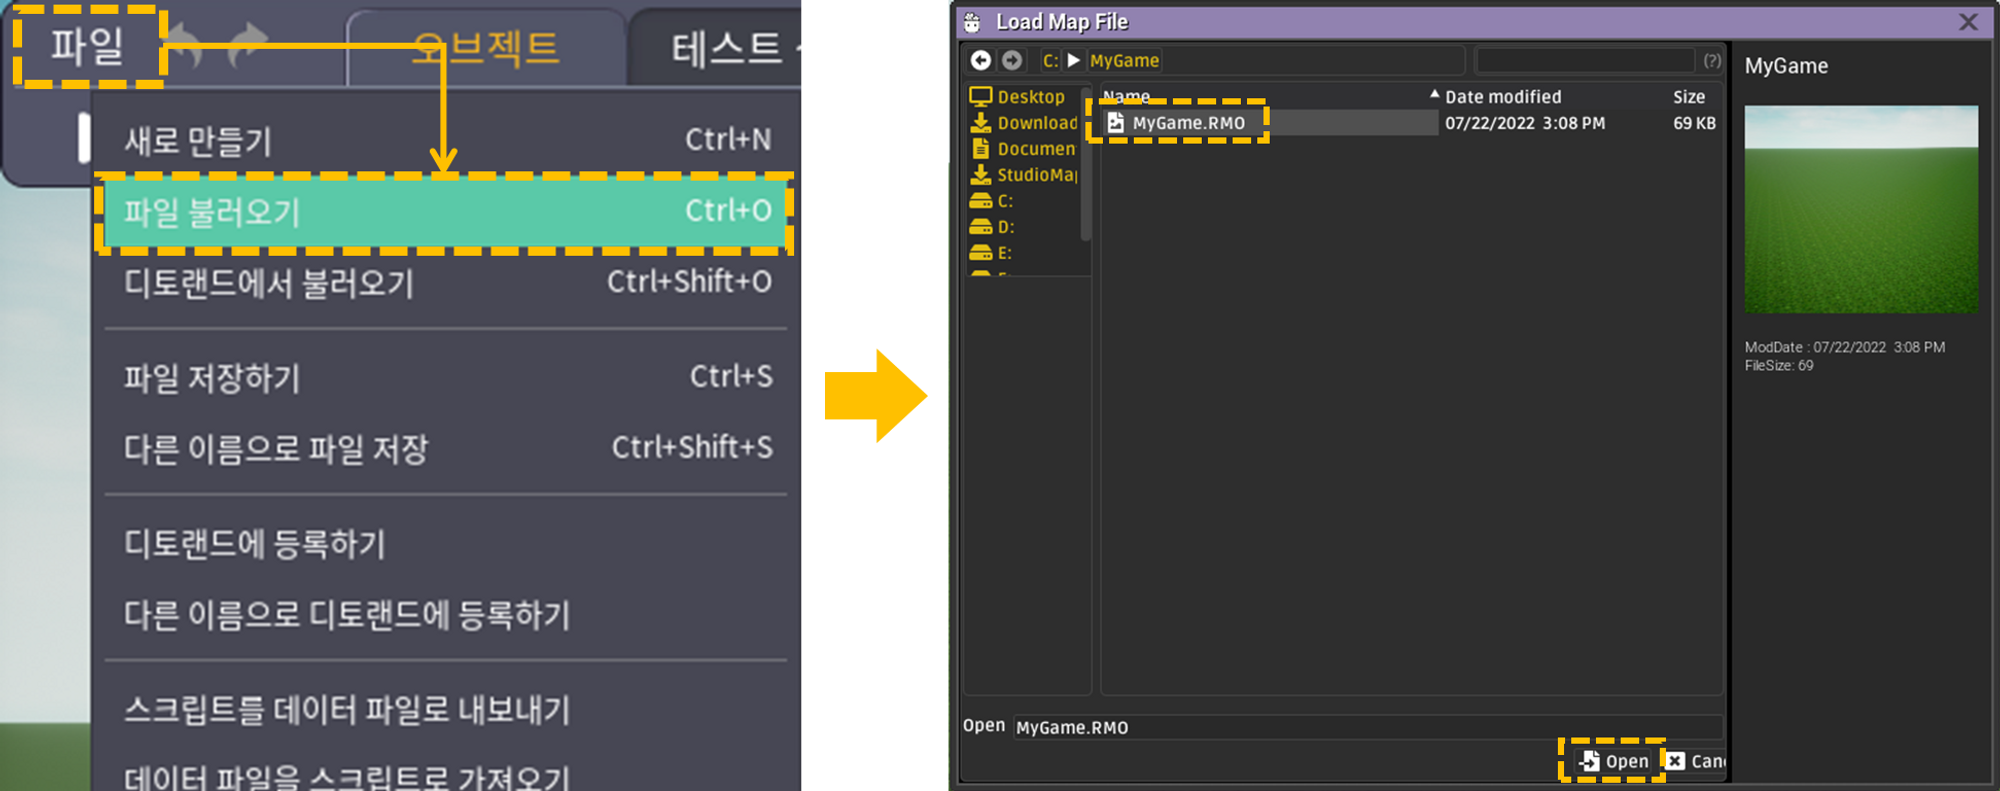 파일
오브젝트
테스트
새로 만들기 Ctrl+N
파일 불러오기 Ctrl+O
디토랜드에서 불러오기 Ctrl+Shift+O
파일 저장하기 Ctrl+S
다른 이름으로 파일 저장 Ctrl+Shift+S
디토랜드에 등록하기
다른 이름으로 디토랜드에 등록하기
스크립트를 데이터 파일로 내보내기
데이터 파일을 스크립트로 가져오기
Load Map File
C: ▶ MyGame
(?)
Desktop
Download
Documen
StudioMa
C:
D:
E:
Name Date modified Size
MyGame.RMO 07/22/2022 3:08 PM 69 KB
Open MyGame.RMO
Open Can
MyGame
ModDate : 07/22/2022 3:08 PM
FileSize: 69